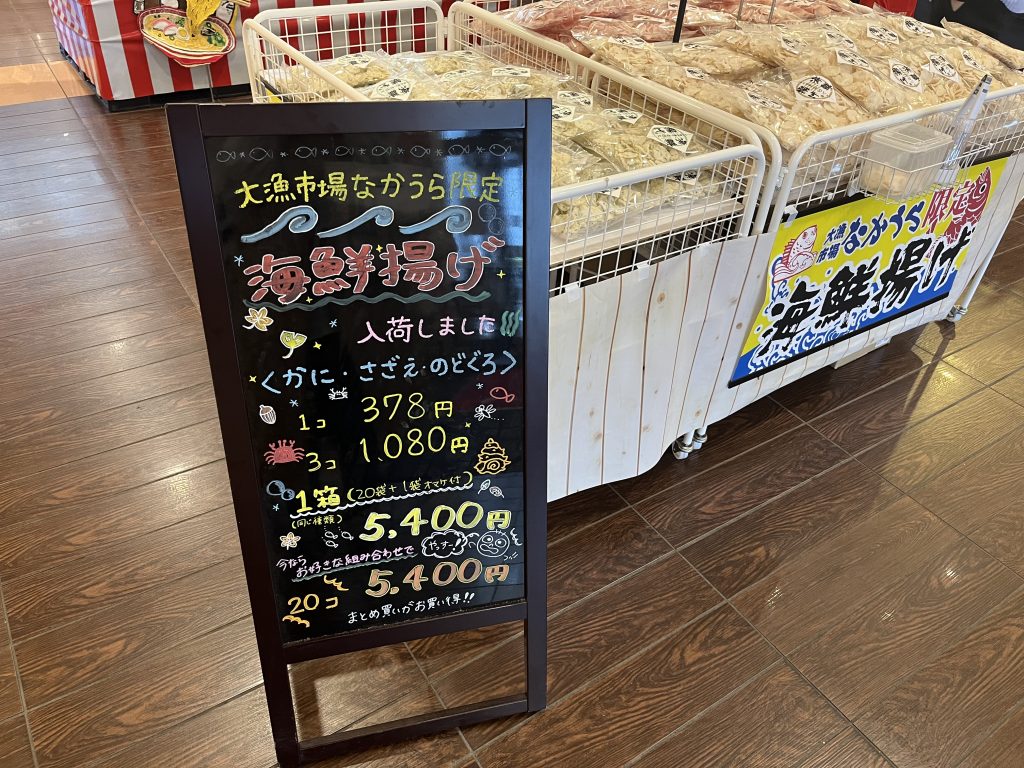 大漁市場なかうら限定
海鮮揚げ
入荷しました
〈かに・さざえ・のどぐろ〉
1コ 378円
3コ 1.080円
1箱(20袋+1袋オマケ付)
(同じ種類) 5,400円
今なら お好きな組み合わせで やっすー!
20コ 5.400円
まとめ買いがお買い得!!
大漁市場 なかうら 限定
海鮮揚げ